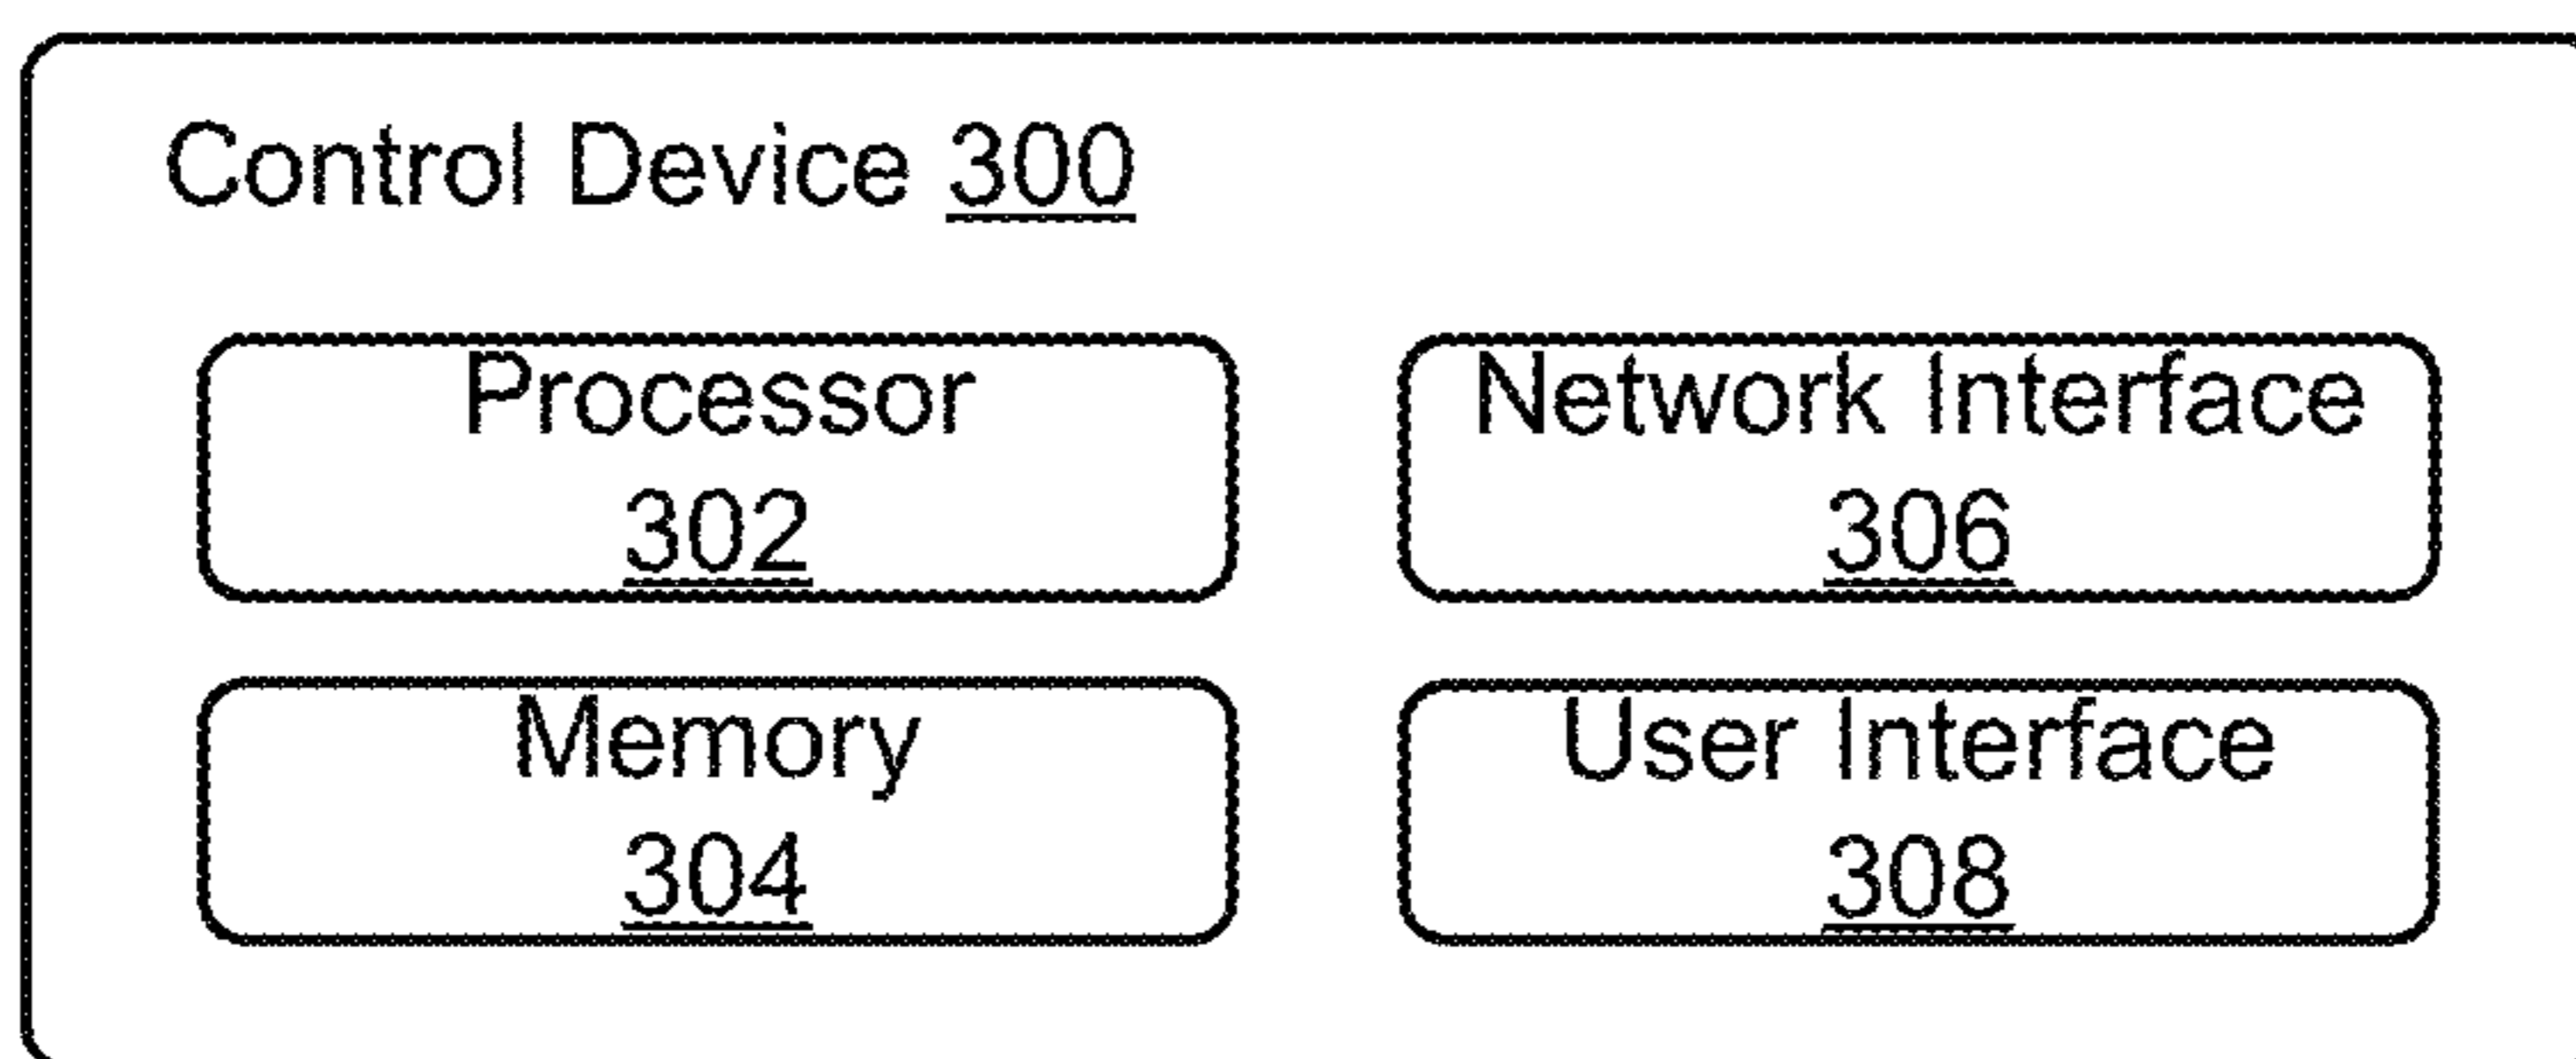 Control Device 300
Processor
302
Network Interface
306
Memory
304
User Interface
308